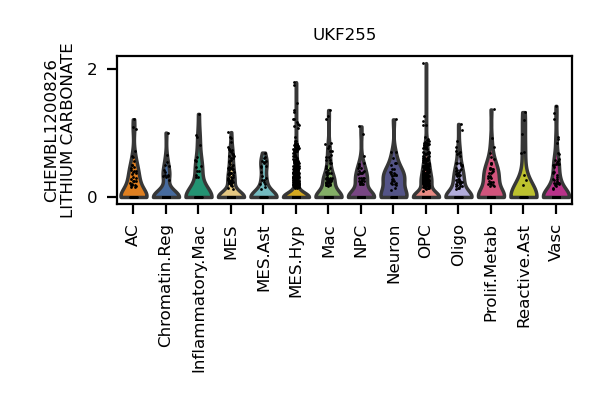 UKF255
CHEMBL1200826
LITHIUM CARBONATE
2
0
AC
Chromatin.Reg
Inflammatory.Mac
MES
MES.Ast
MES.Hyp
Mac
NPC
Neuron
OPC
Oligo
Prolif.Metab
Reactive.Ast
Vasc